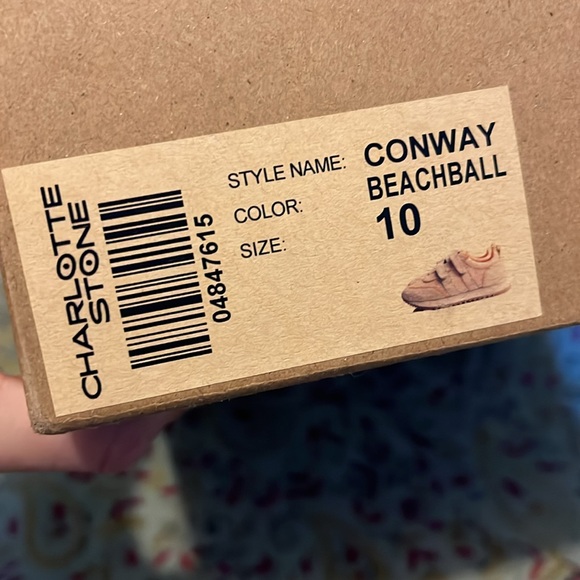 CHARLOTTE
STONE
04847615
STYLE NAME: CONWAY
COLOR: BEACHBALL
SIZE: 10